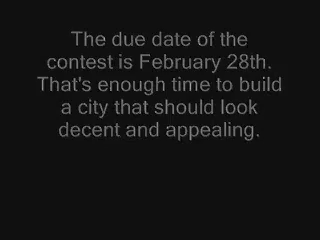 The due date of the
contest is February 28th.
That's enough time to build
a city that should look
decent and appealing.